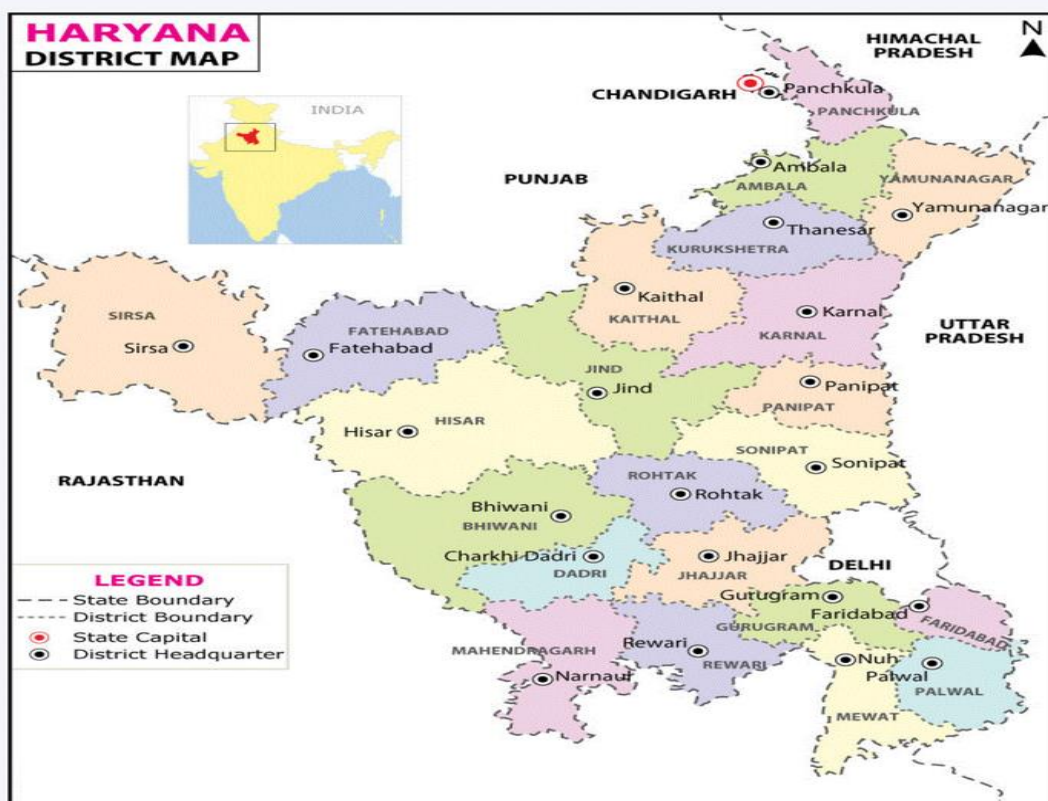 HARYANA
DISTRICT MAP
N
HIMACHAL
PRADESH
INDIA
CHANDIGARH
Panchkula
PANCHKULA
PUNJAB
Ambala
AMBALA
YAMUNANAGAR
Yamunanagar
Thanesar
KURUKSHETRA
Kaithal
KAITHAL
Karnal
KARNAL
UTTAR
PRADESH
SIRSA
Sirsa
FATEHABAD
Fatehabad
JIND
Jind
Panipat
PANIPAT
HISAR
Hisar
SONIPAT
Sonipat
RAJASTHAN
ROHTAK
Rohtak
Bhiwani
BHIWANI
Charkhi Dadri
DADRI
Jhajjar
JHAJJAR
DELHI
Gurugram
GURUGRAM
Faridabad
FARIDABAD
MAHENDRAGARH
Narnaul
Rewari
REWARI
Nuh
MEWAT
Palwal
PALWAL
LEGEND
State Boundary
District Boundary
State Capital
District Headquarter